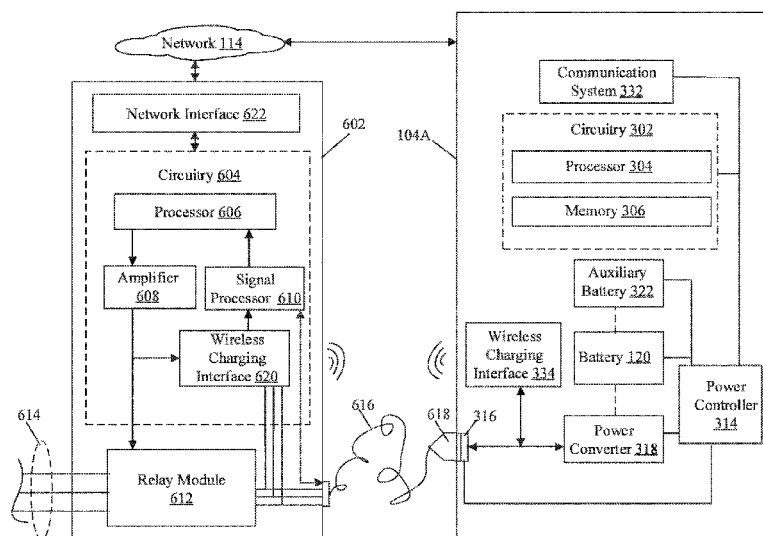 Network 114
Network Interface 622
Circuitry 604
Processor 606
Amplifier
608
Signal
Processor 610
Wireless
Charging
Interface 620
Relay Module
612
614
602
616
618
316
104A
Communication
System 332
Circuitry 302
Processor 304
Memory 306
Auxiliary
Battery 322
Wireless
Charging
Interface 334
Battery 120
Power
Converter 318
Power
Controller
314